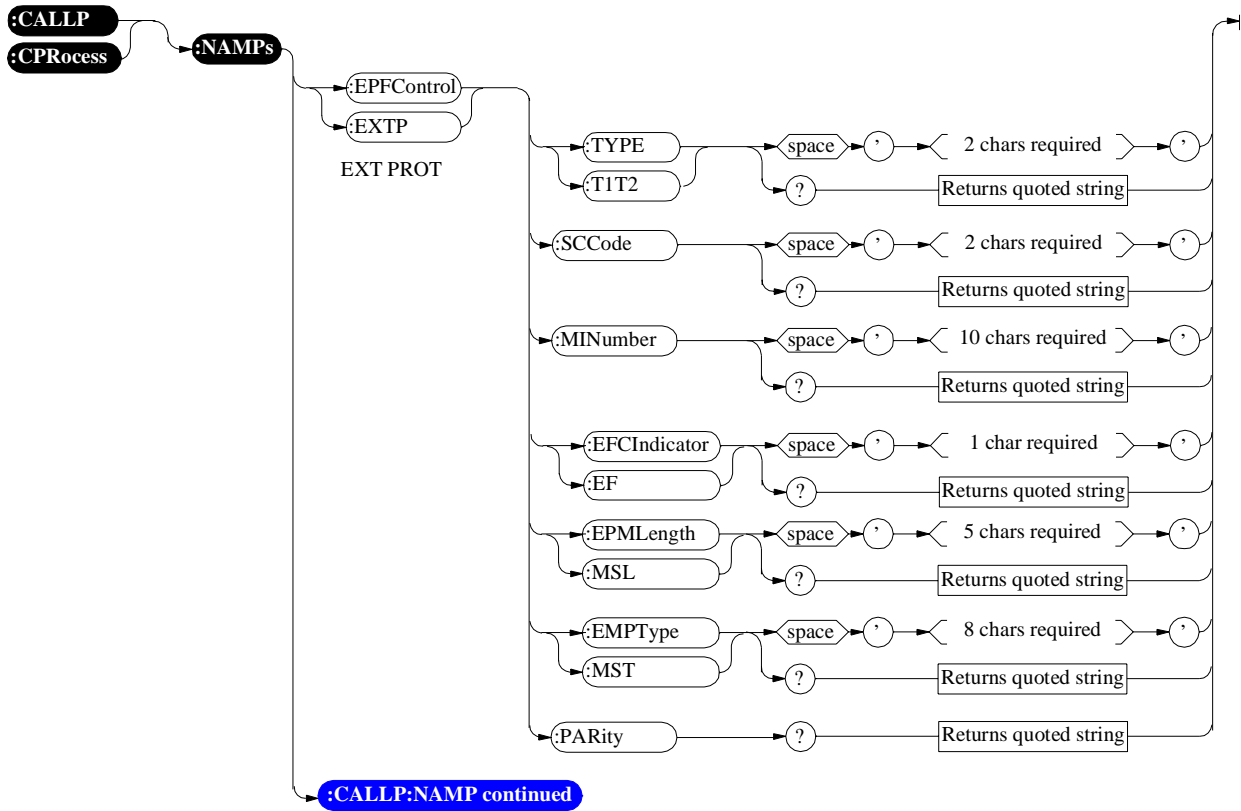 :CALLP
:CPRocess
:NAMPs
:EPFControl
:EXTP
EXT PROT
:TYPE space ’ 2 chars required ’
:T1T2 ? Returns quoted string
:SCCode space ’ 2 chars required ’
? Returns quoted string
:MINumber space ’ 10 chars required ’
? Returns quoted string
:EFCIndicator space ’ 1 char required ’
:EF ? Returns quoted string
:EPMLength space ’ 5 chars required ’
:MSL ? Returns quoted string
:EMPType space ’ 8 chars required ’
:MST ? Returns quoted string
:PARity ? Returns quoted string
:CALLP:NAMP continued